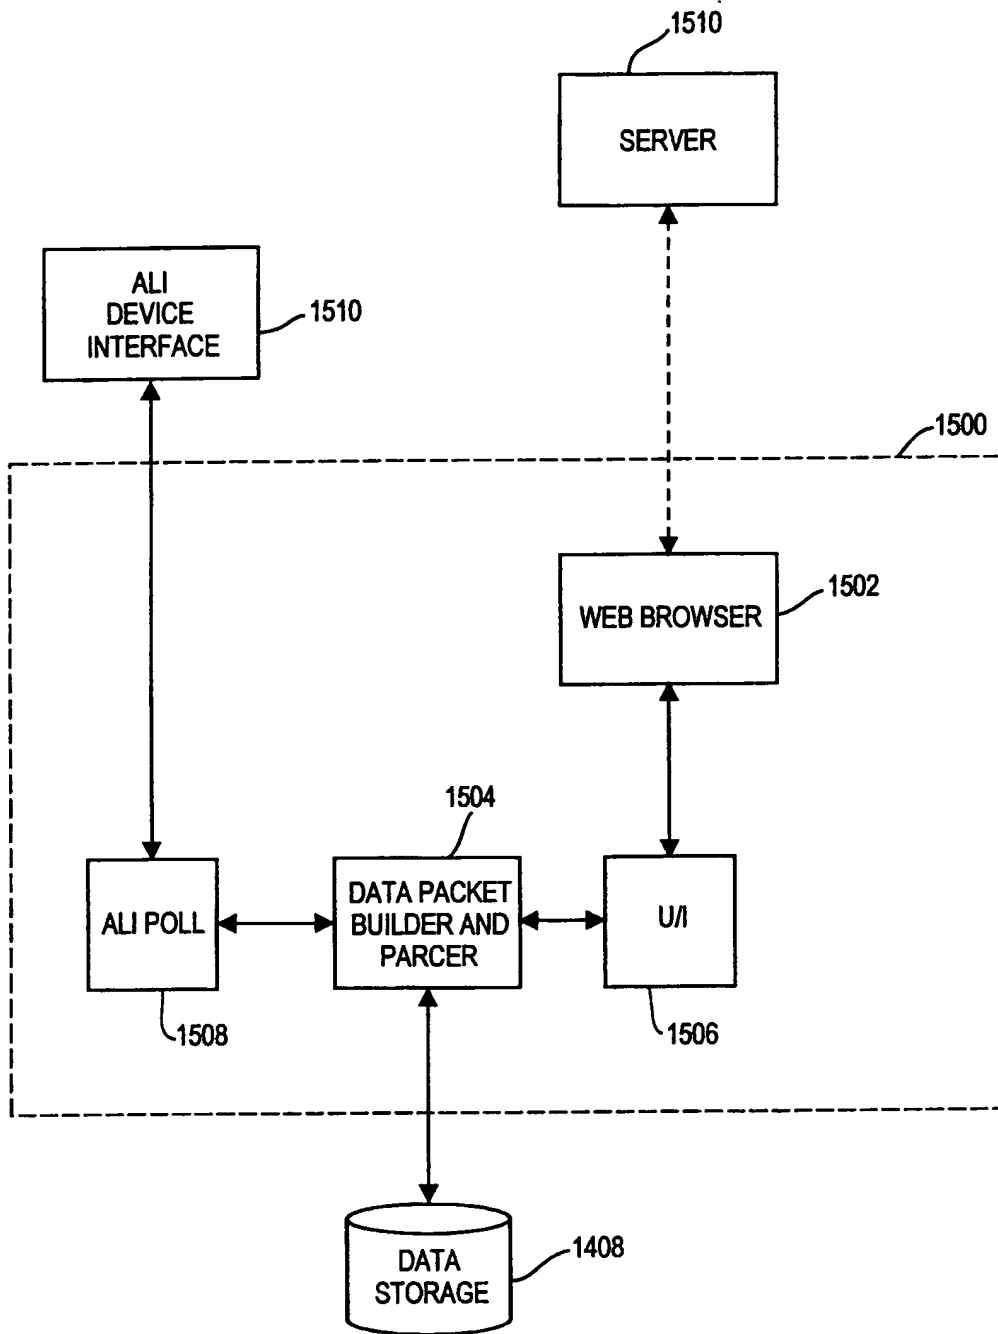 1510
SERVER
ALI
DEVICE
INTERFACE
1510
1500
WEB BROWSER
1502
1504
ALI POLL
DATA PACKET
BUILDER AND
PARCER
U/I
1508
1506
DATA
STORAGE
1408